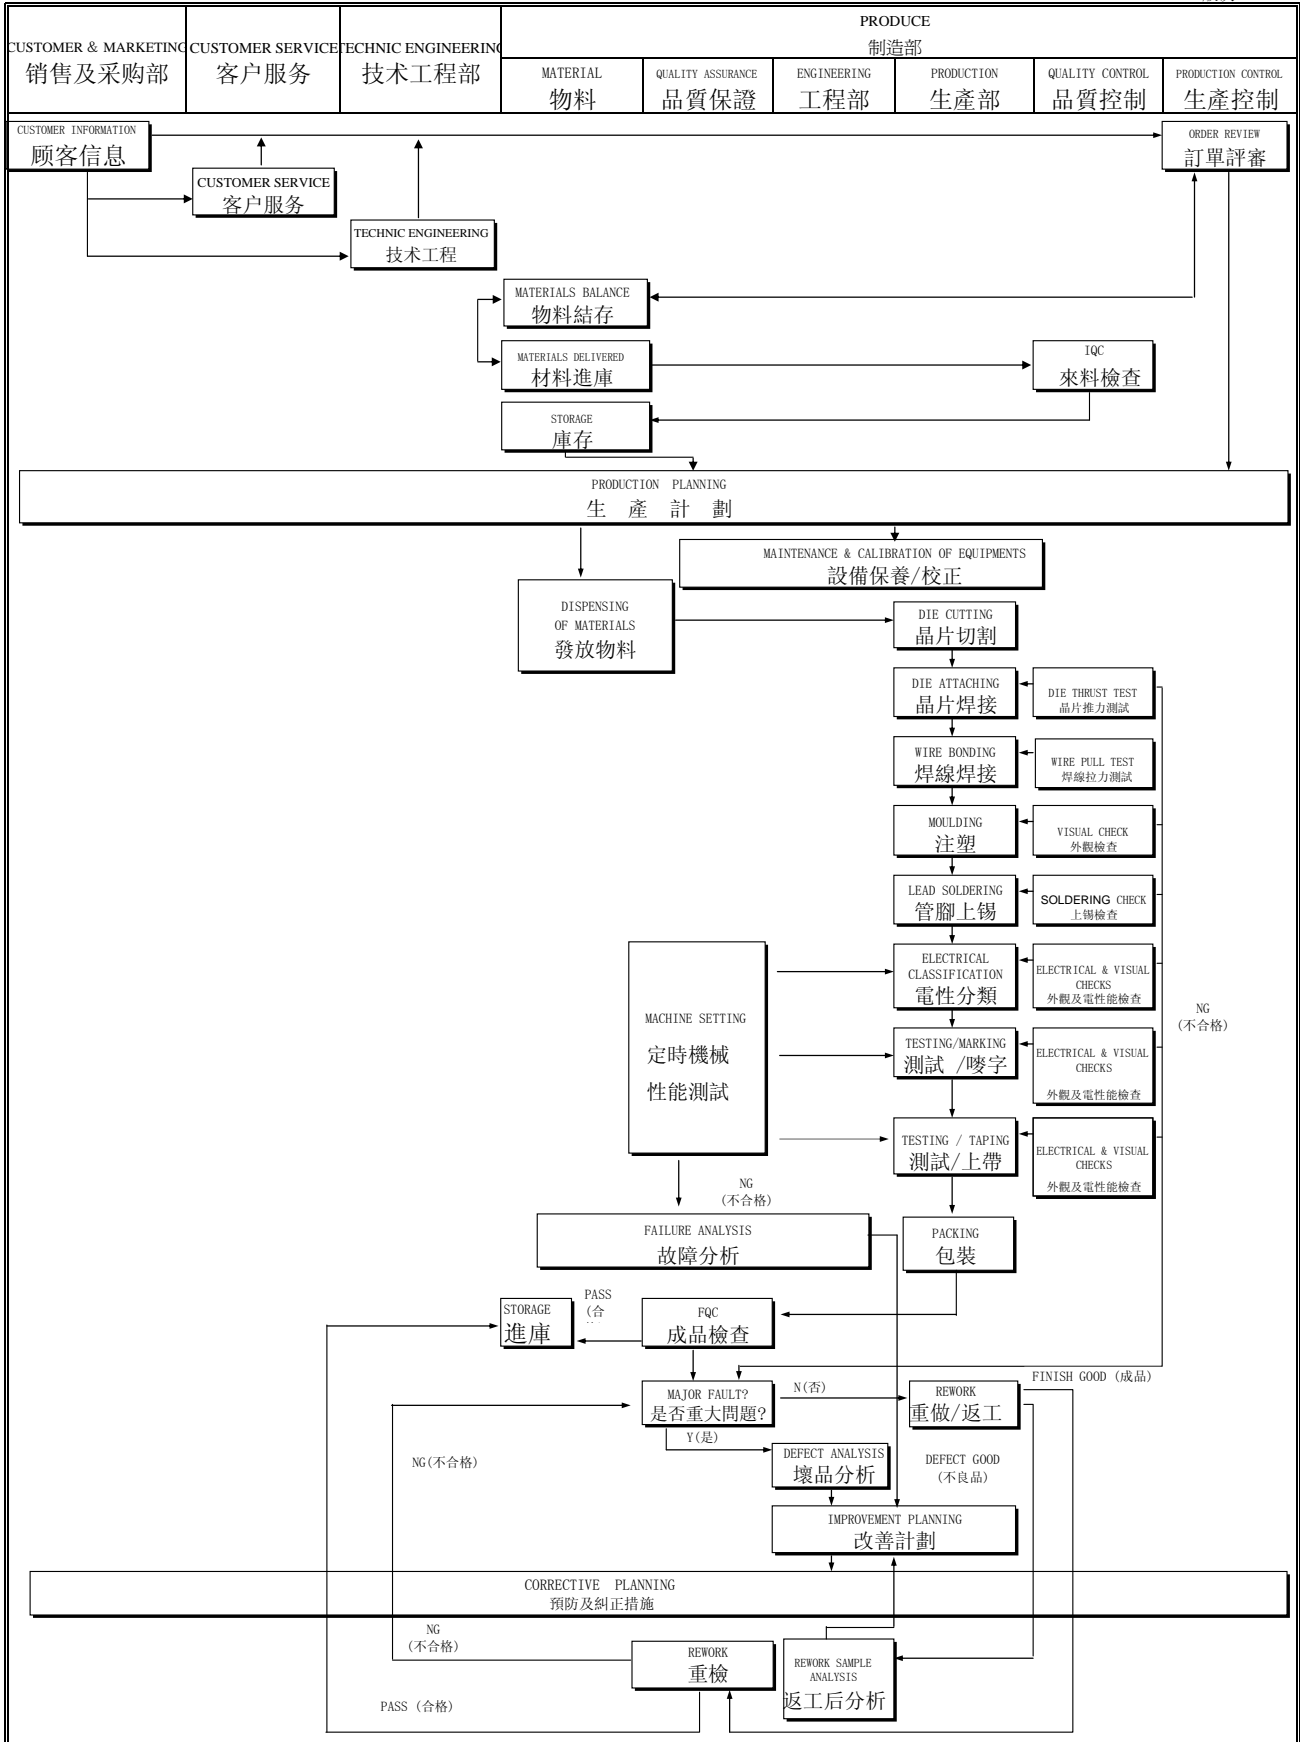 PRODUCE
制造部
CUSTOMER & MARKETING
销售及采购部
CUSTOMER SERVICE
客户服务
TECHNIC ENGINEERING
技术工程部
MATERIAL
物料
QUALITY ASSURANCE
品質保證
ENGINEERING
工程部
PRODUCTION
生產部
QUALITY CONTROL
品質控制
PRODUCTION CONTROL
生產控制
CUSTOMER INFORMATION
顾客信息
ORDER REVIEW
訂單評審
CUSTOMER SERVICE
客户服务
TECHNIC ENGINEERING
技术工程
MATERIALS BALANCE
物料結存
MATERIALS DELIVERED
材料進庫
IQC
來料檢查
STORAGE
庫存
PRODUCTION PLANNING
生 產 計 劃
MAINTENANCE & CALIBRATION OF EQUIPMENTS
設備保養/校正
DISPENSING
OF MATERIALS
發放物料
DIE CUTTING
晶片切割
DIE ATTACHING
晶片焊接
DIE THRUST TEST
晶片推力測試
WIRE BONDING
焊線焊接
WIRE PULL TEST
焊線拉力測試
MOULDING
注塑
VISUAL CHECK
外觀檢查
LEAD SOLDERING
管腳上锡
SOLDERING CHECK
上锡檢查
ELECTRICAL
CLASSIFICATION
電性分類
ELECTRICAL & VISUAL
CHECKS
外觀及電性能檢查
NG
(不合格)
MACHINE SETTING
定時機械
性能測試
TESTING/MARKING
測試 /嘜字
ELECTRICAL & VISUAL
CHECKS
外觀及電性能檢查
TESTING / TAPING
測試/上帶
ELECTRICAL & VISUAL
CHECKS
外觀及電性能檢查
NG
(不合格)
FAILURE ANALYSIS
故障分析
PACKING
包裝
STORAGE
進庫
PASS
(合
FQC
成品檢查
FINISH GOOD (成品)
MAJOR FAULT?
是否重大問題?
N(否)
REWORK
重做/返工
Y(是)
NG(不合格)
DEFECT ANALYSIS
壞品分析
DEFECT GOOD
(不良品)
IMPROVEMENT PLANNING
改善計劃
CORRECTIVE PLANNING
預防及糾正措施
NG
(不合格)
REWORK
重檢
REWORK SAMPLE
ANALYSIS
返工后分析
PASS (合格)